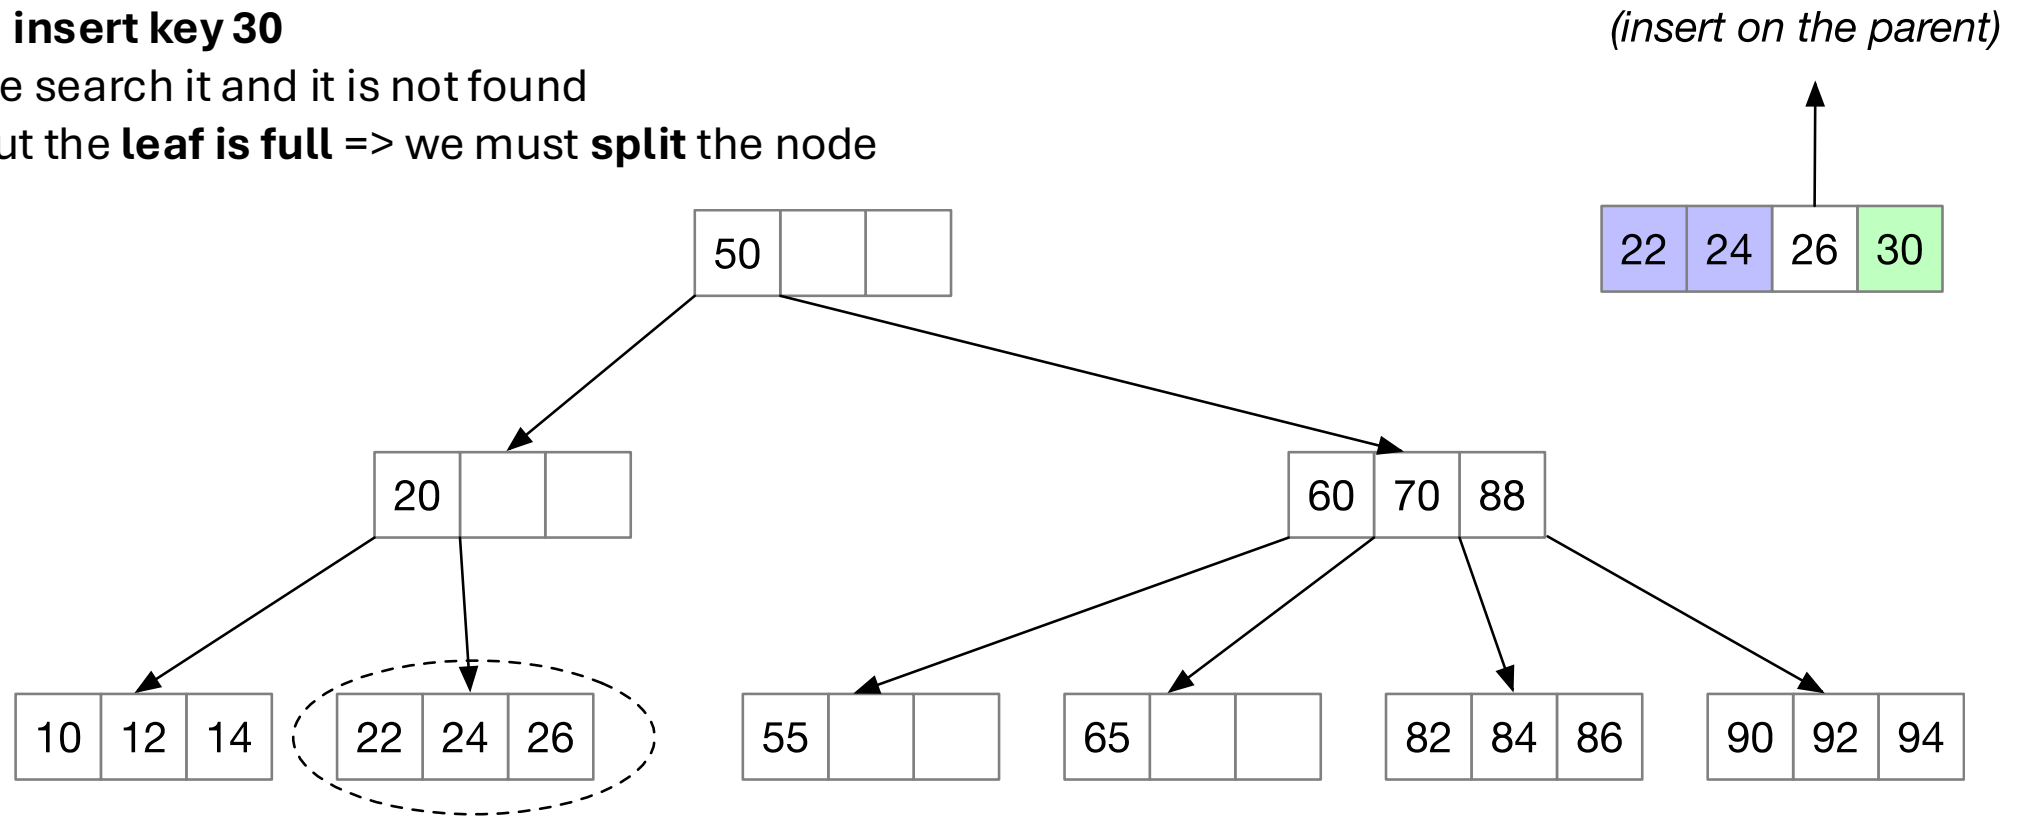 insert key 30
e search it and it is not found
ut the leaf is full => we must split the node
(insert on the parent)
22 24 26 30
50
20
60 70 88
10 12 14
22 24 26
55
65
82 84 86
90 92 94